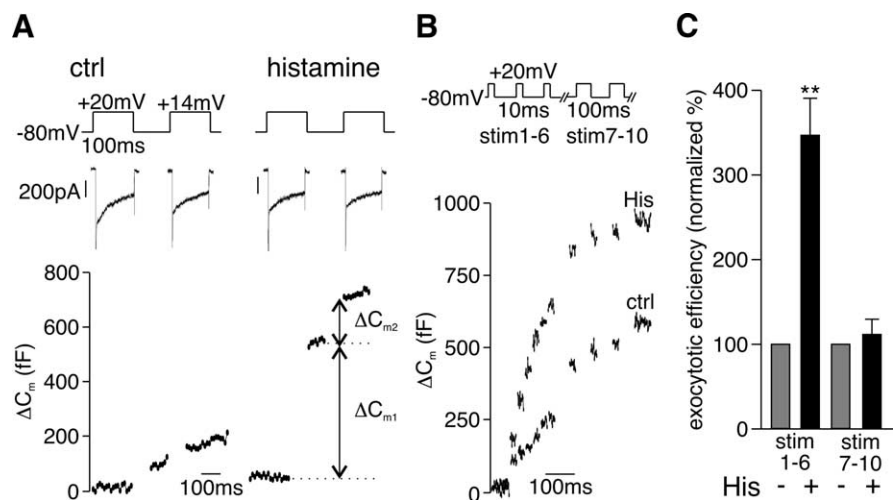 A
ctrl
histamine
+20mV
+14mV
-80mV
100ms
200pA
800
600
400
200
0
ΔCm (fF)
ΔCm2
ΔCm1
100ms
B
+20mV
-80mV
10ms
100ms
stim1-6
stim7-10
1000
750
500
250
0
ΔCm (fF)
His
ctrl
100ms
C
exocytotic efficiency (normalized %)
400
350
300
200
100
50
0
**
stim
1-6
stim
7-10
His - + - +